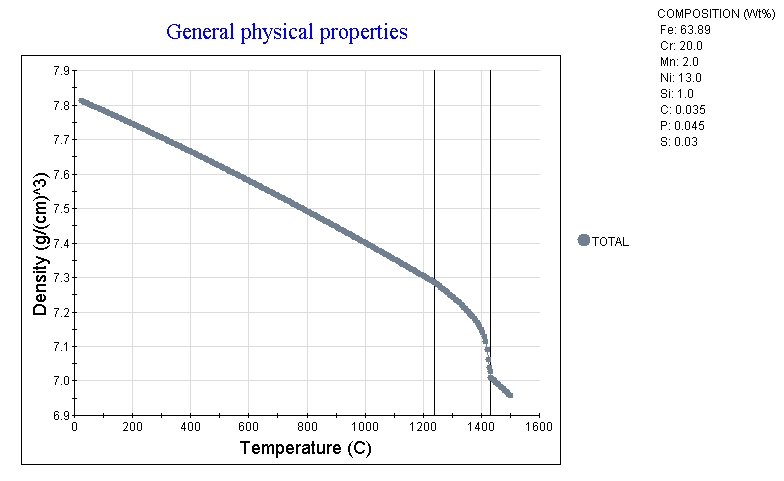 General physical properties
COMPOSITION (Wt%)
Fe: 63.89
Cr: 20.0
Mn: 2.0
Ni: 13.0
Si: 1.0
C: 0.035
P: 0.045
S: 0.03
7.9
7.8
7.7
7.6
7.5
7.4
7.3
7.2
7.1
7.0
6.9
Density (g/(cm)^3)
0
200
400
600
800
1000
1200
1400
1600
Temperature (C)
TOTAL